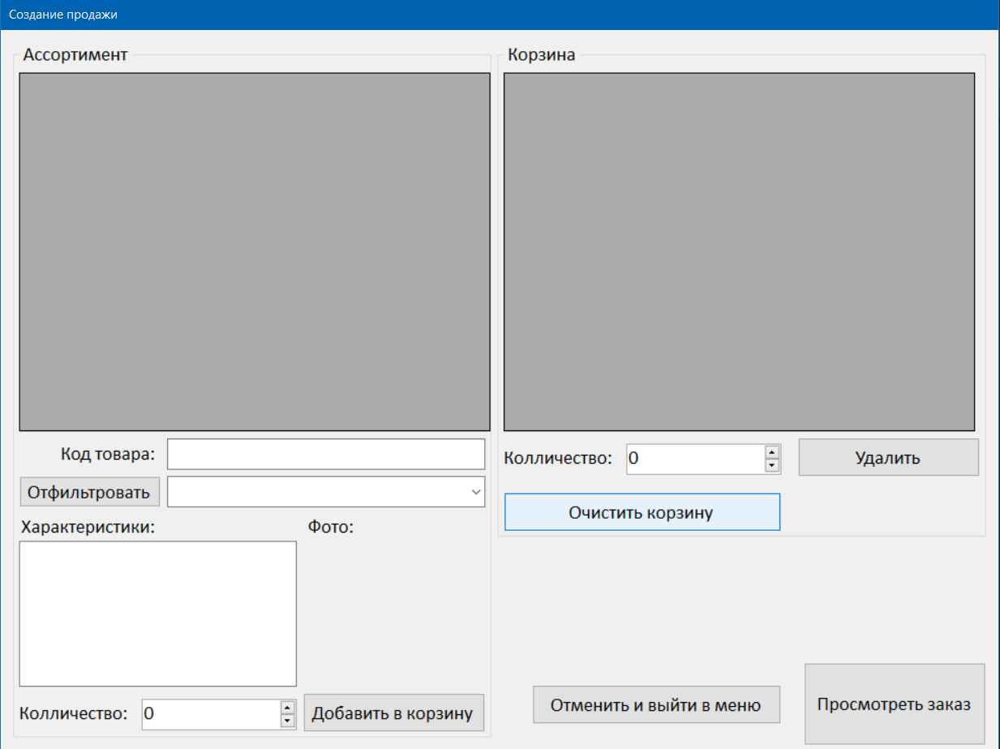 Создание продажи
Ассортимент
Корзина
Код товара:
Отфильтровать
Характеристики:
Фото:
Колличество: 0
Добавить в корзину
Колличество: 0
Удалить
Очистить корзину
Отменить и выйти в меню
Просмотреть заказ